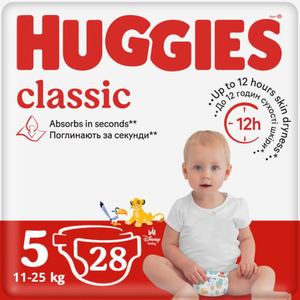 HUGGIES
classic
Absorbs in seconds**
Поглинають за секунди**
Up to 12 hours skin dryness**
До 12 годин сухості шкіри**
12h
Disney
baby
5
28
11-25 kg